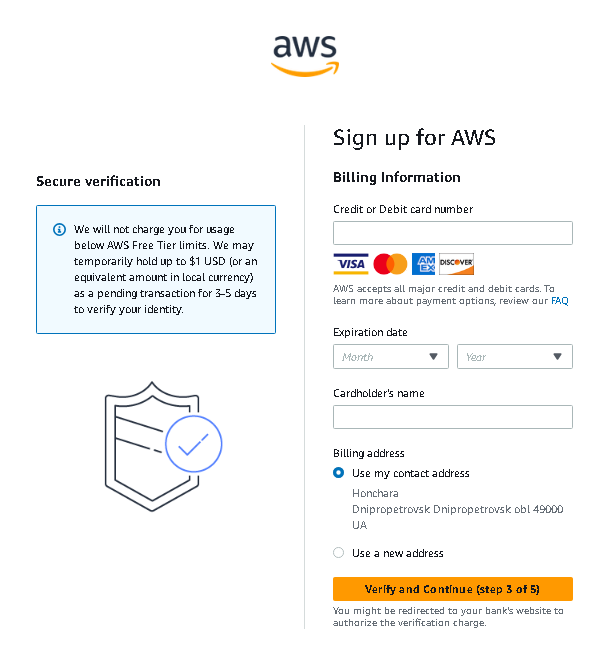 aws
Secure verification
We will not charge you for usage
below AWS Free Tier limits. We may
temporarily hold up to $1 USD (or an
equivalent amount in local currency)
as a pending transaction for 3-5 days
to verify your identity.
Sign up for AWS
Billing Information
Credit or Debit card number
VISA AMEX DISCOVER
AWS accepts all major credit and debit cards. To
learn more about payment options, review our FAQ
Expiration date
Month Year
Cardholder's name
Billing address
Use my contact address
Honchara
Dnipropetrovsk Dnipropetrovsk obl 49000
UA
Use a new address
Verify and Continue (step 3 of 5)
You might be redirected to your bank's website to
authorize the verification charge.